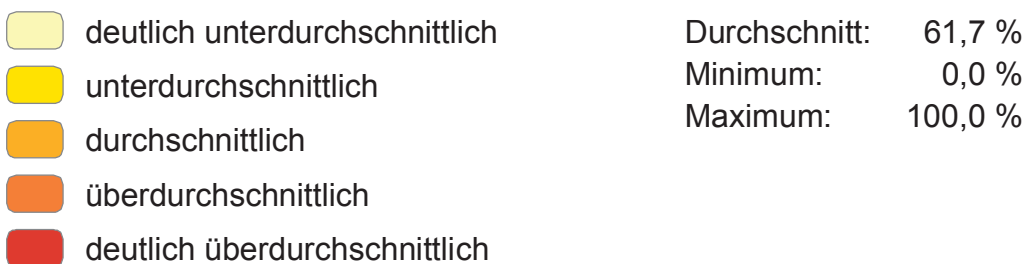 deutlich unterdurchschnittlich
unterdurchschnittlich
durchschnittlich
überdurchschnittlich
deutlich überdurchschnittlich
Durchschnitt: 61,7 %
Minimum: 0,0 %
Maximum: 100,0 %